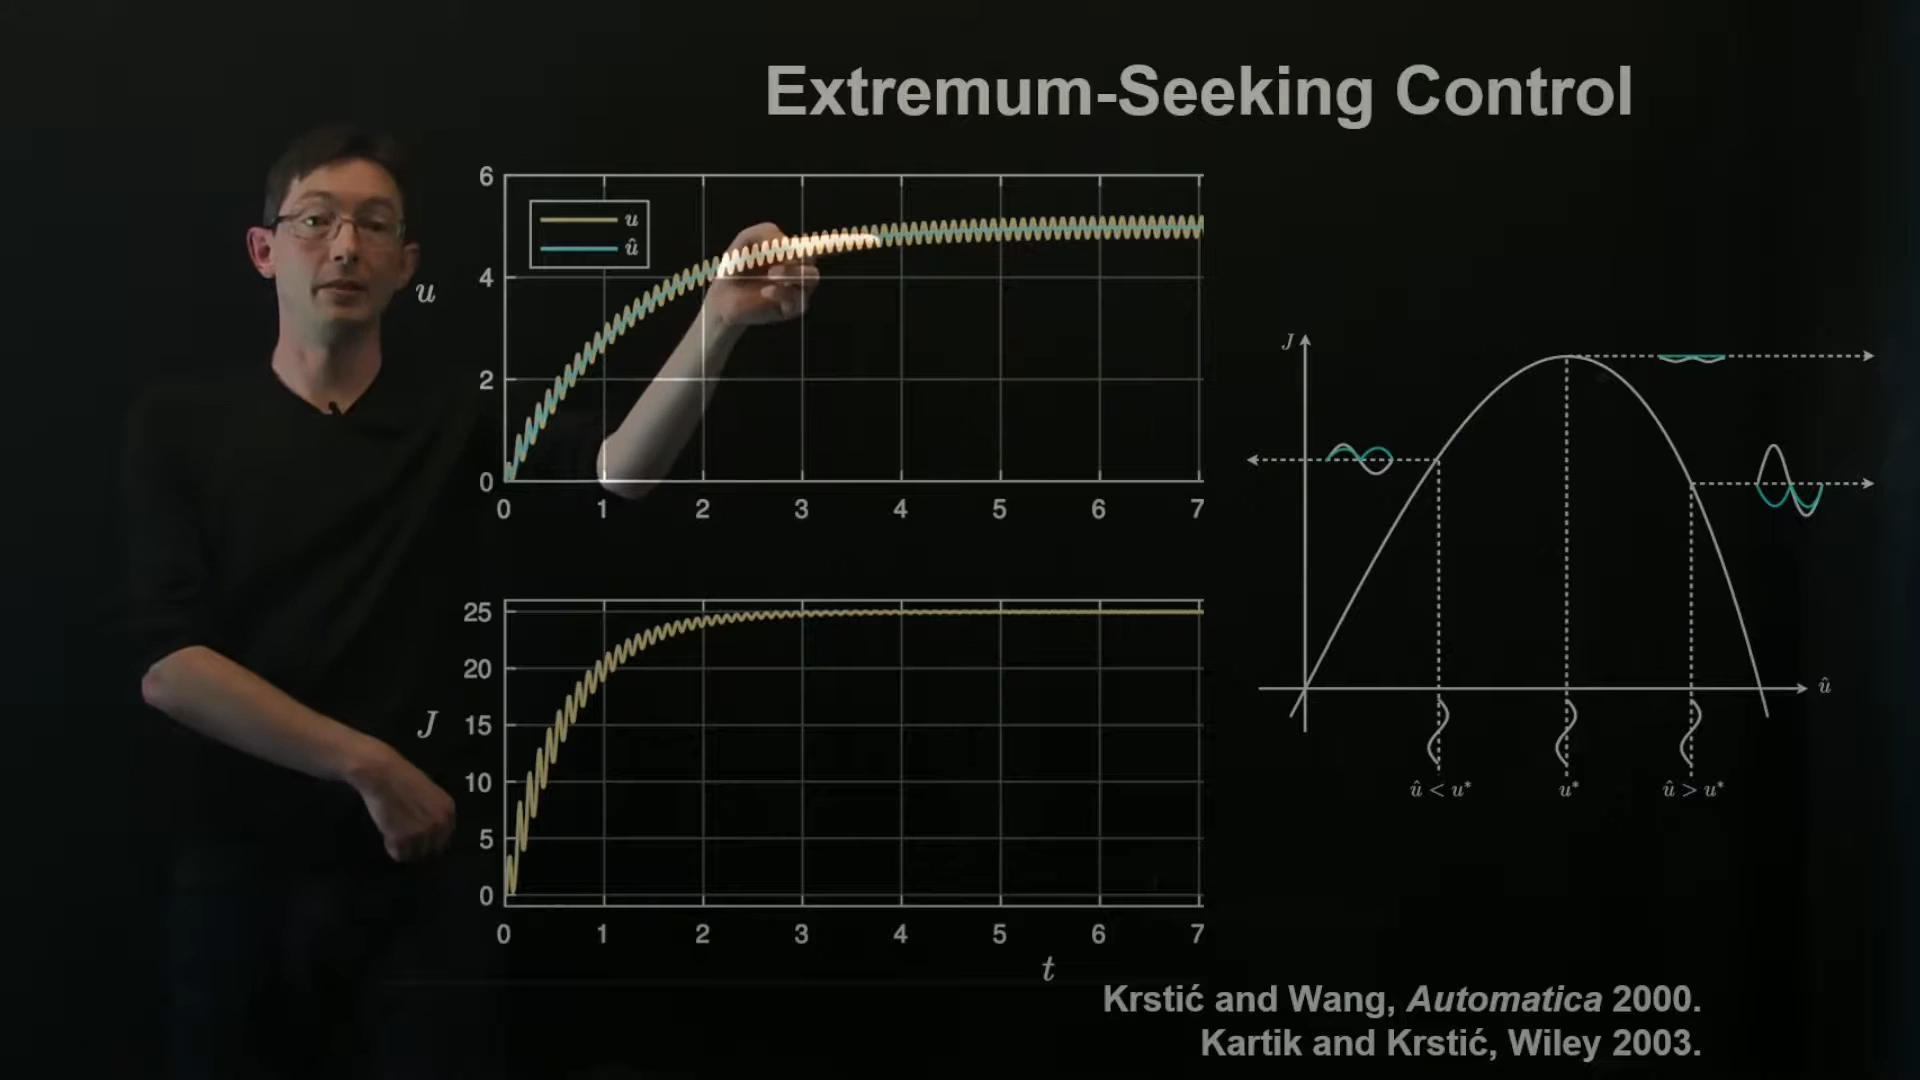 Extremum-Seeking Control
6
u
û
u
4
2
0
0 1 2 3 4 5 6 7
25
20
J
15
10
5
0
0 1 2 3 4 5 6 7
t
J
û
û < u*
u*
û > u*
Krstić and Wang, Automatica 2000.
Kartik and Krstić, Wiley 2003.